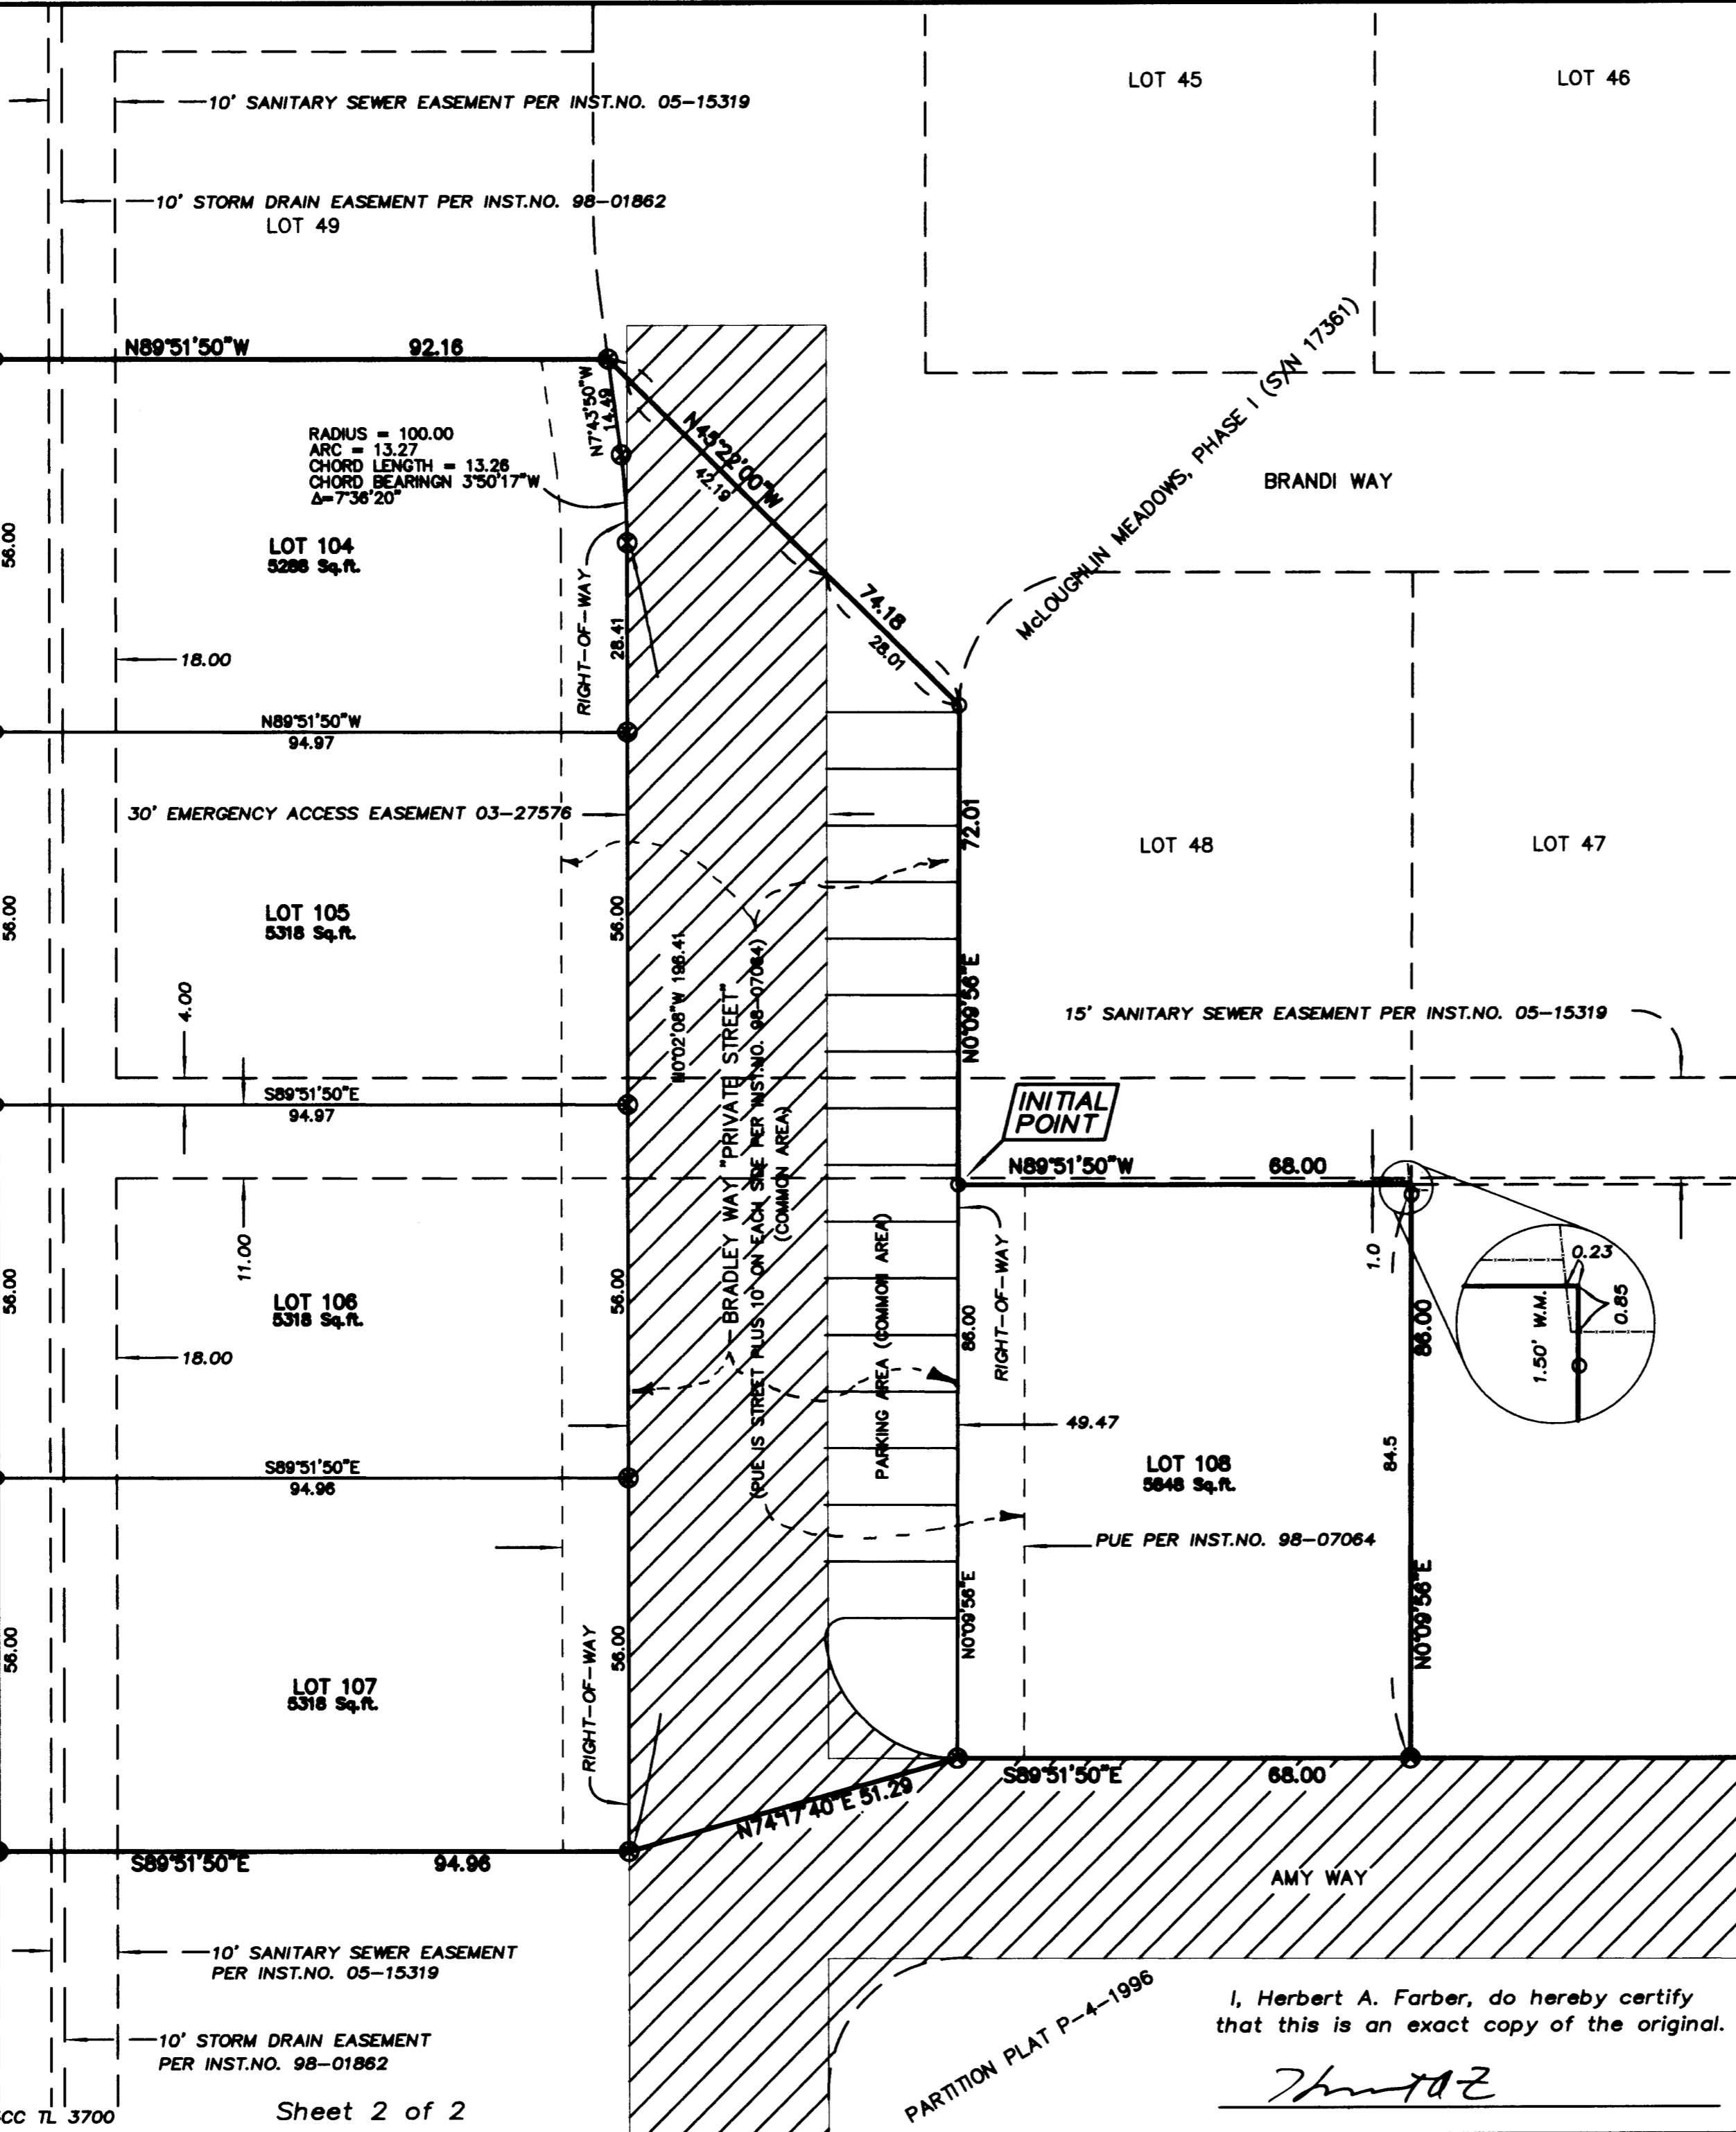 LOT 45
LOT 46
10' SANITARY SEWER EASEMENT PER INST.NO. 05-15319
10' STORM DRAIN EASEMENT PER INST.NO. 98-01862
LOT 49
N89°51'50"W 92.16
N7°43'50"W
14.49
McLOUGHLIN MEADOWS, PHASE I (S/N 17361)
N45°22'00"W
42.19
74.18
28.01
RADIUS = 100.00
ARC = 13.27
CHORD LENGTH = 13.26
CHORD BEARINGN 3°50'17"W
Δ=7°36'20"
BRANDI WAY
56.00
LOT 104
5288 Sq.ft.
RIGHT-OF-WAY
28.41
18.00
N89°51'50"W
94.97
30' EMERGENCY ACCESS EASEMENT 03-27576
72.01
N0°09'56"E
LOT 48
LOT 47
56.00
LOT 105
5318 Sq.ft.
56.00
N0°02'08"W 196.41
BRADLEY WAY "PRIVATE STREET"
(PUE IS STREET PLUS 10' ON EACH SIDE PER INST.NO. 98-07064)
(COMMON AREA)
4.00
15' SANITARY SEWER EASEMENT PER INST.NO. 05-15319
S89°51'50"E
94.97
INITIAL
POINT
N89°51'50"W 68.00
11.00
1.0
0.23
0.85
1.50' W.M.
56.00
LOT 106
5318 Sq.ft.
56.00
PARKING AREA (COMMON AREA)
86.00
RIGHT-OF-WAY
86.00
18.00
49.47
84.5
S89°51'50"E
94.96
LOT 108
5848 Sq.ft.
PUE PER INST.NO. 98-07064
N0°09'56"E
N0°09'56"E
56.00
LOT 107
5318 Sq.ft.
RIGHT-OF-WAY
56.00
S89°51'50"E 68.00
N74°17'40"E 51.29
S89°51'50"E 94.96
AMY WAY
10' SANITARY SEWER EASEMENT
PER INST.NO. 05-15319
10' STORM DRAIN EASEMENT
PER INST.NO. 98-01862
PARTITION PLAT P-4-1996
I, Herbert A. Farber, do hereby certify
that this is an exact copy of the original.
CC TL 3700
Sheet 2 of 2